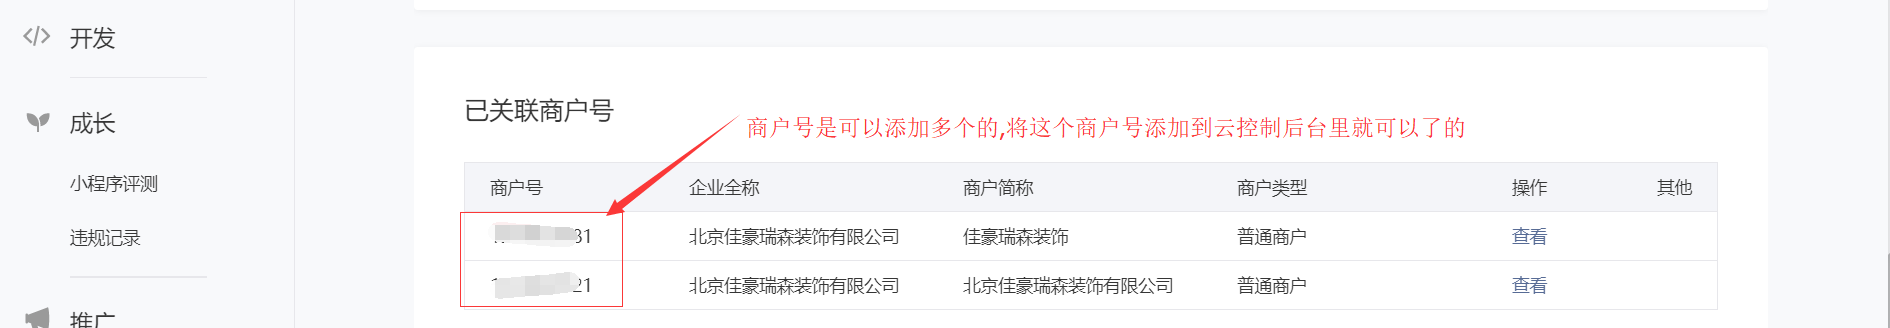 开发
成长
小程序评测
违规记录
推广
已关联商户号
商户号是可以添加多个的,将这个商户号添加到云控制后台里就可以了的
商户号 企业全称 商户简称 商户类型 操作 其他
31 北京佳豪瑞森装饰有限公司 佳豪瑞森装饰 普通商户 查看
21 北京佳豪瑞森装饰有限公司 北京佳豪瑞森装饰有限公司 普通商户 查看